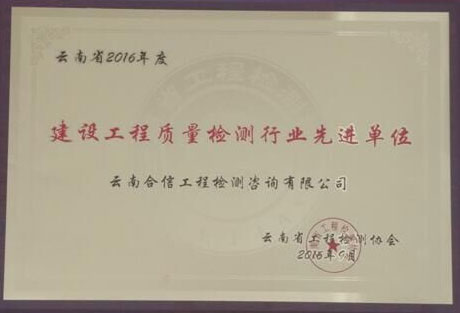 云南省2016年度
建设工程质量检测行业先进单位
云南合信工程检测咨询有限公司
云南省工程检测协会
2016年 月